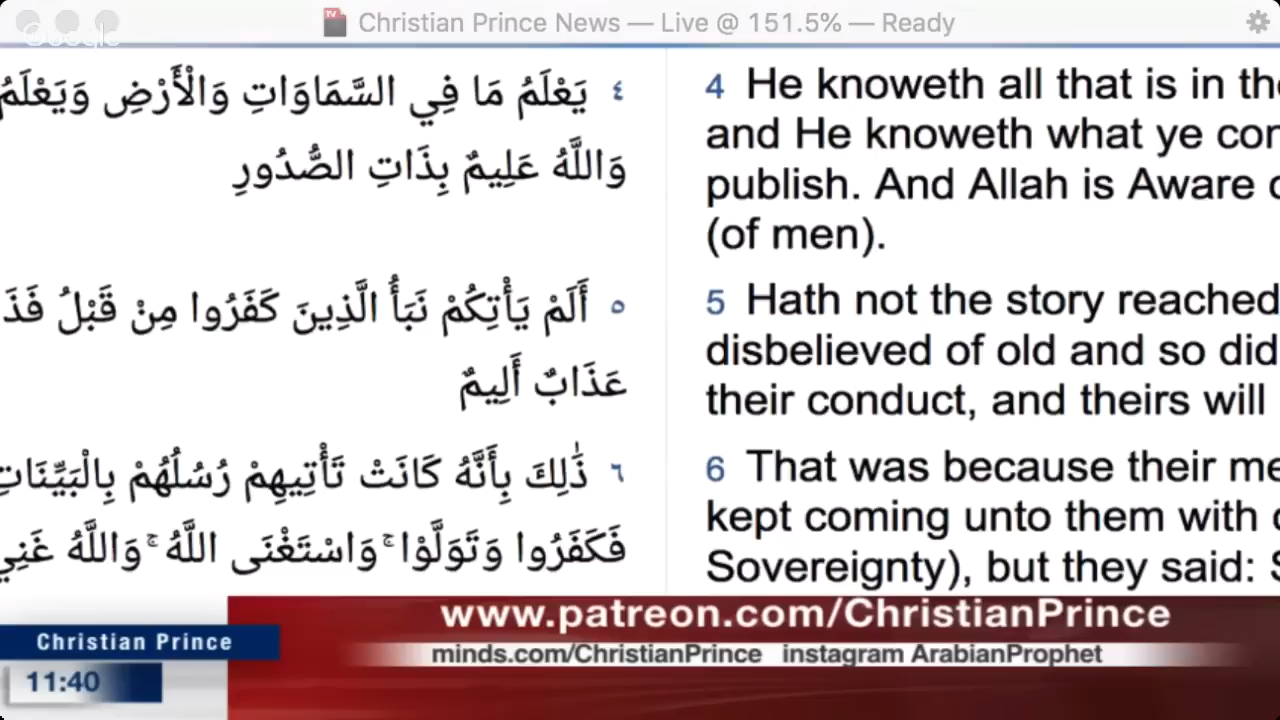 Christian Prince News — Live @ 151.5% — Ready
Google
٤ يَعْلَمُ مَا فِي السَّمَاوَاتِ وَالْأَرْضِ وَيَعْلَمُ
وَاللَّهُ عَلِيمٌ بِذَاتِ الصُّدُورِ
٥ أَلَمْ يَأْتِكُمْ نَبَأُ الَّذِينَ كَفَرُوا مِنْ قَبْلُ
عَذَابٌ أَلِيمٌ
٦ ذَٰلِكَ بِأَنَّهُ كَانَتْ تَأْتِيهِمْ رُسُلُهُمْ بِالْبَيِّنَاتِ
فَكَفَرُوا وَتَوَلَّوْا ۚ وَاسْتَغْنَى اللَّهُ ۚ وَاللَّهُ
4 He knoweth all that is in
and He knoweth what ye
publish. And Allah is Aware
(of men).
5 Hath not the story reached
disbelieved of old and so did
their conduct, and theirs will
6 That was because their
kept coming unto them with
Sovereignty), but they said:
www.patreon.com/ChristianPrince
Christian Prince
minds.com/ChristianPrince instagram ArabianProphet
11:40